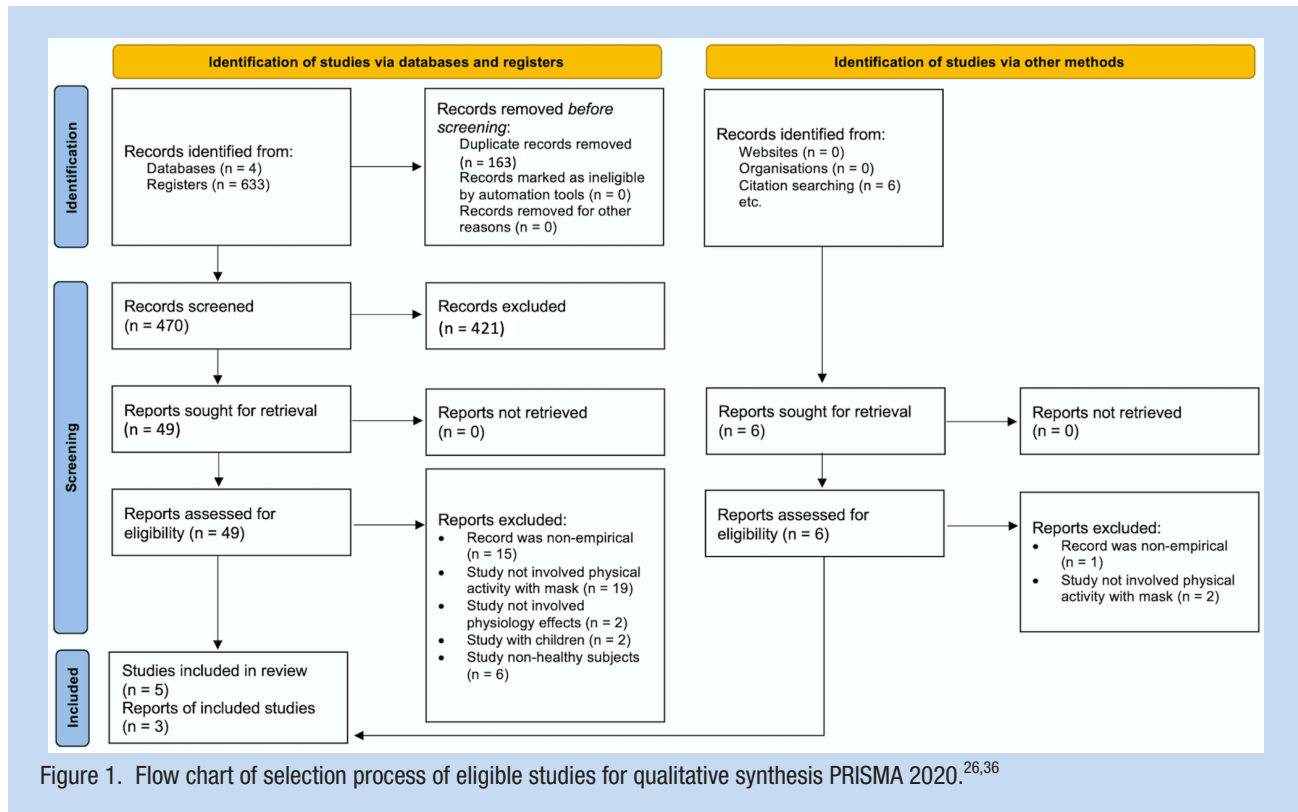 Identification of studies via databases and registers
Identification of studies via other methods
Identification
Records identified from:
Databases (n = 4)
Registers (n = 633)
Records removed before
screening:
Duplicate records removed
(n = 163)
Records marked as ineligible
by automation tools (n = 0)
Records removed for other
reasons (n = 0)
Records identified from:
Websites (n = 0)
Organisations (n = 0)
Citation searching (n = 6)
etc.
Screening
Records screened
(n = 470)
Records excluded
(n = 421)
Reports sought for retrieval
(n = 49)
Reports not retrieved
(n = 0)
Reports sought for retrieval
(n = 6)
Reports not retrieved
(n = 0)
Reports assessed for
eligibility (n = 49)
Reports excluded:
• Record was non-empirical
(n = 15)
• Study not involved physical
activity with mask (n = 19)
• Study not involved
physiology effects (n = 2)
• Study with children (n = 2)
• Study non-healthy subjects
(n = 6)
Reports assessed for
eligibility (n = 6)
Reports excluded:
• Record was non-empirical
(n = 1)
• Study not involved physical
activity with mask (n = 2)
Included
Studies included in review
(n = 5)
Reports of included studies
(n = 3)
Figure 1. Flow chart of selection process of eligible studies for qualitative synthesis PRISMA 2020.26,36